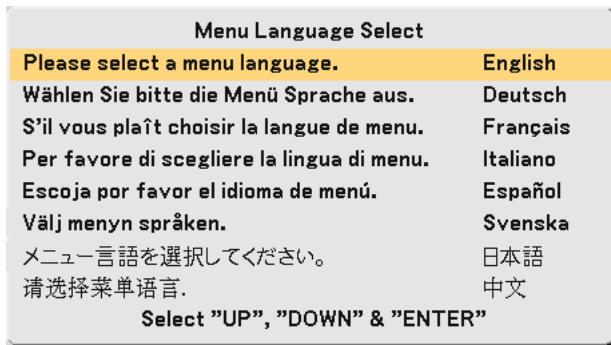 Menu Language Select
Please select a menu language. English
Wählen Sie bitte die Menü Sprache aus. Deutsch
S'il vous plaît choisir la langue de menu. Français
Per favore di scegliere la lingua di menu. Italiano
Escoja por favor el idioma de menú. Español
Välj menyn språken. Svenska
メニュー言語を選択してください。 日本語
请选择菜单语言. 中文
Select ”UP”, ”DOWN” & ”ENTER”